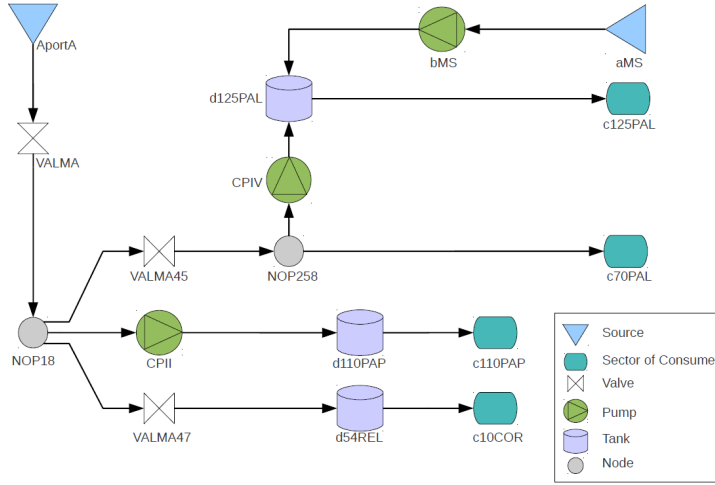 AportA
bMS
aMS
d125PAL
c125PAL
VALMA
CPIV
VALMA45
NOP258
c70PAL
NOP18
CPII
d110PAP
c110PAP
VALMA47
d54REL
c10COR
Source
Sector of Consume
Valve
Pump
Tank
Node